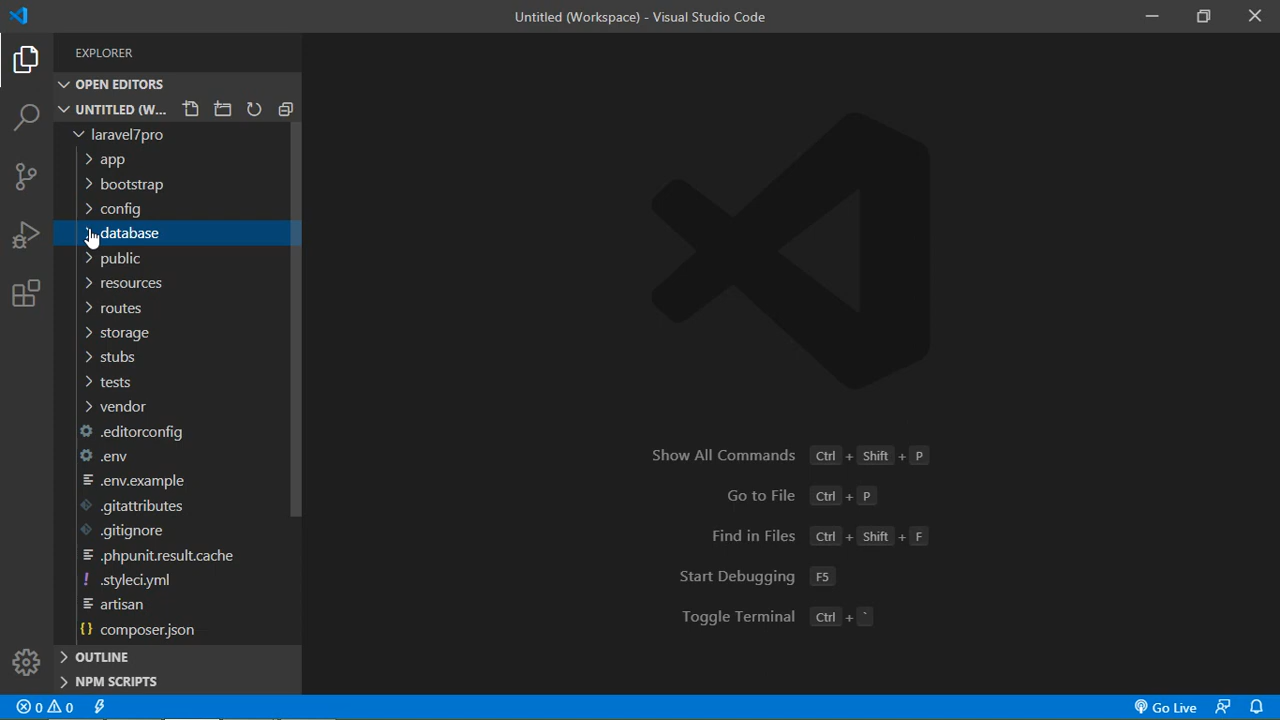 Untitled (Workspace) - Visual Studio Code
EXPLORER
OPEN EDITORS
UNTITLED (W...
laravel7pro
app
bootstrap
config
database
public
resources
routes
storage
stubs
tests
vendor
.editorconfig
.env
.env.example
.gitattributes
.gitignore
.phpunit.result.cache
.styleci.yml
artisan
composer.json
OUTLINE
NPM SCRIPTS
Show All Commands Ctrl + Shift + P
Go to File Ctrl + P
Find in Files Ctrl + Shift + F
Start Debugging F5
Toggle Terminal Ctrl + `
0 0 Go Live